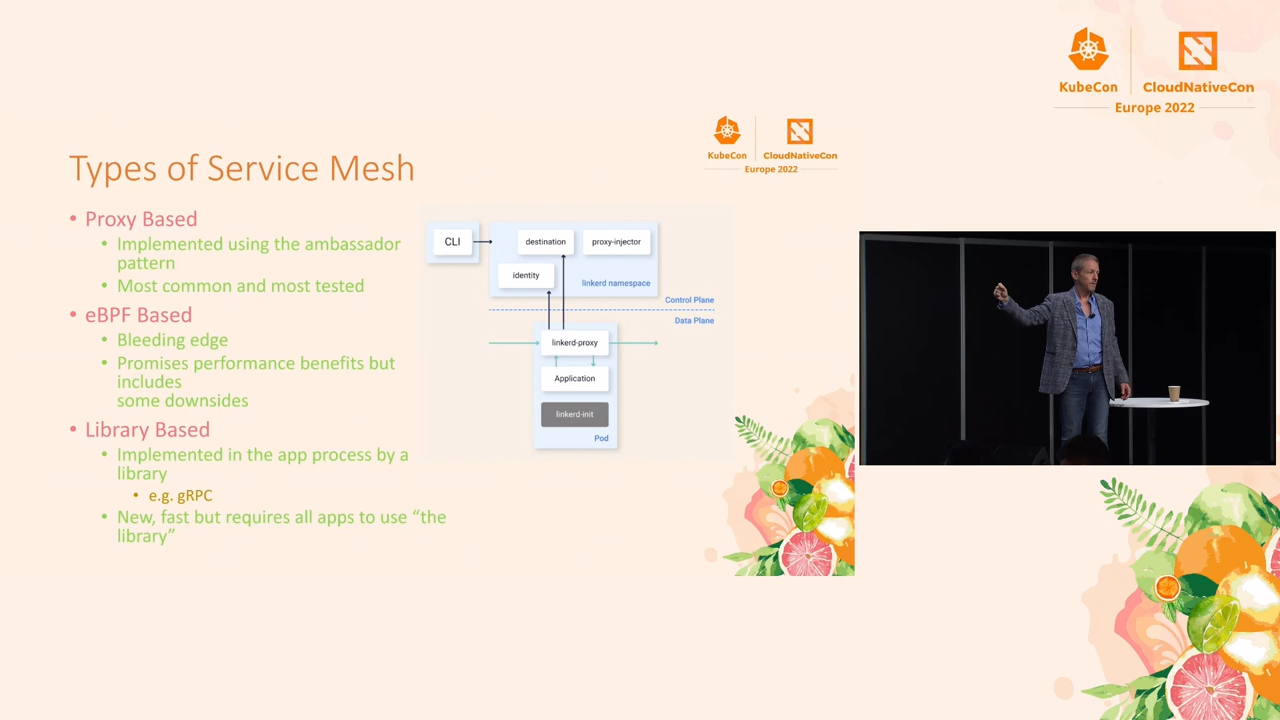 KubeCon
CloudNativeCon
Europe 2022
KubeCon
CloudNativeCon
Europe 2022
Types of Service Mesh
• Proxy Based
• Implemented using the ambassador
pattern
• Most common and most tested
• eBPF Based
• Bleeding edge
• Promises performance benefits but
includes
some downsides
• Library Based
• Implemented in the app process by a
library
• e.g. gRPC
• New, fast but requires all apps to use “the
library”
CLI
destination
proxy-injector
identity
linkerd namespace
Control Plane
Data Plane
linkerd-proxy
Application
linkerd-init
Pod